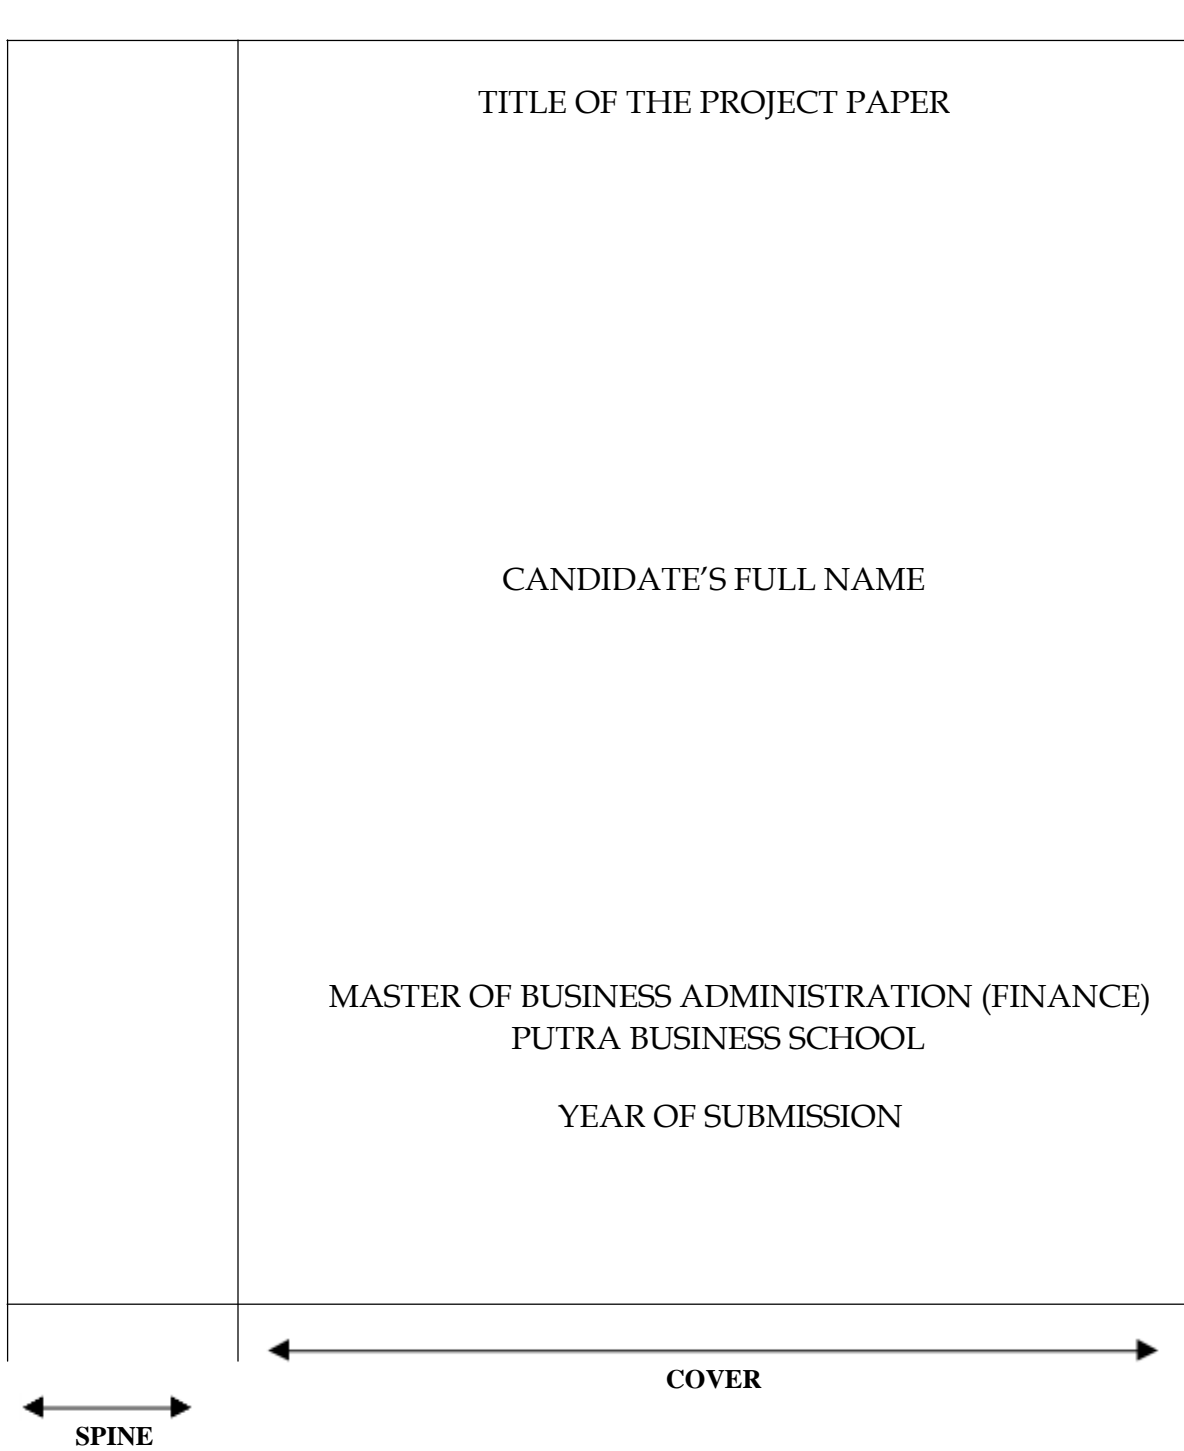 TITLE OF THE PROJECT PAPER
CANDIDATE’S FULL NAME
MASTER OF BUSINESS ADMINISTRATION (FINANCE)
PUTRA BUSINESS SCHOOL
YEAR OF SUBMISSION
COVER
SPINE